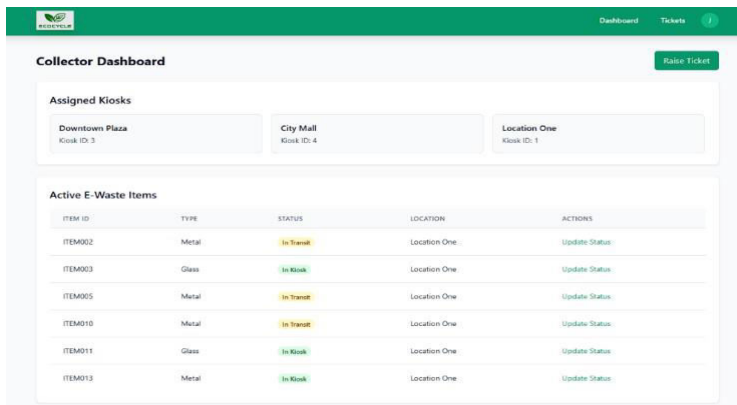 ECOCYCLE
Dashboard Tickets J
Collector Dashboard Raise Ticket
Assigned Kiosks
Downtown Plaza City Mall Location One
Kiosk ID: 3 Kiosk ID: 4 Kiosk ID: 1
Active E-Waste Items
ITEM ID TYPE STATUS LOCATION ACTIONS
ITEM002 Metal In Transit Location One Update Status
ITEM003 Glass In Kiosk Location One Update Status
ITEM005 Metal In Transit Location One Update Status
ITEM010 Metal In Transit Location One Update Status
ITEM011 Glass In Kiosk Location One Update Status
ITEM013 Metal In Kiosk Location One Update Status